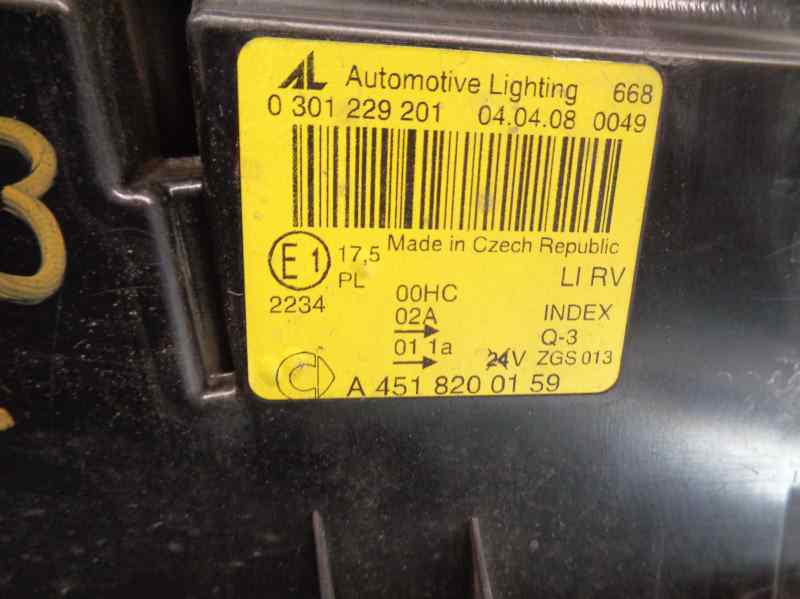 AL Automotive Lighting 668
0 301 229 201 04.04.08 0049
Made in Czech Republic
E1 17,5
PL
2234
LI RV
00HC
02A
INDEX
Q-3
01 1a
24V ZGS 013
A 451 820 01 59
3